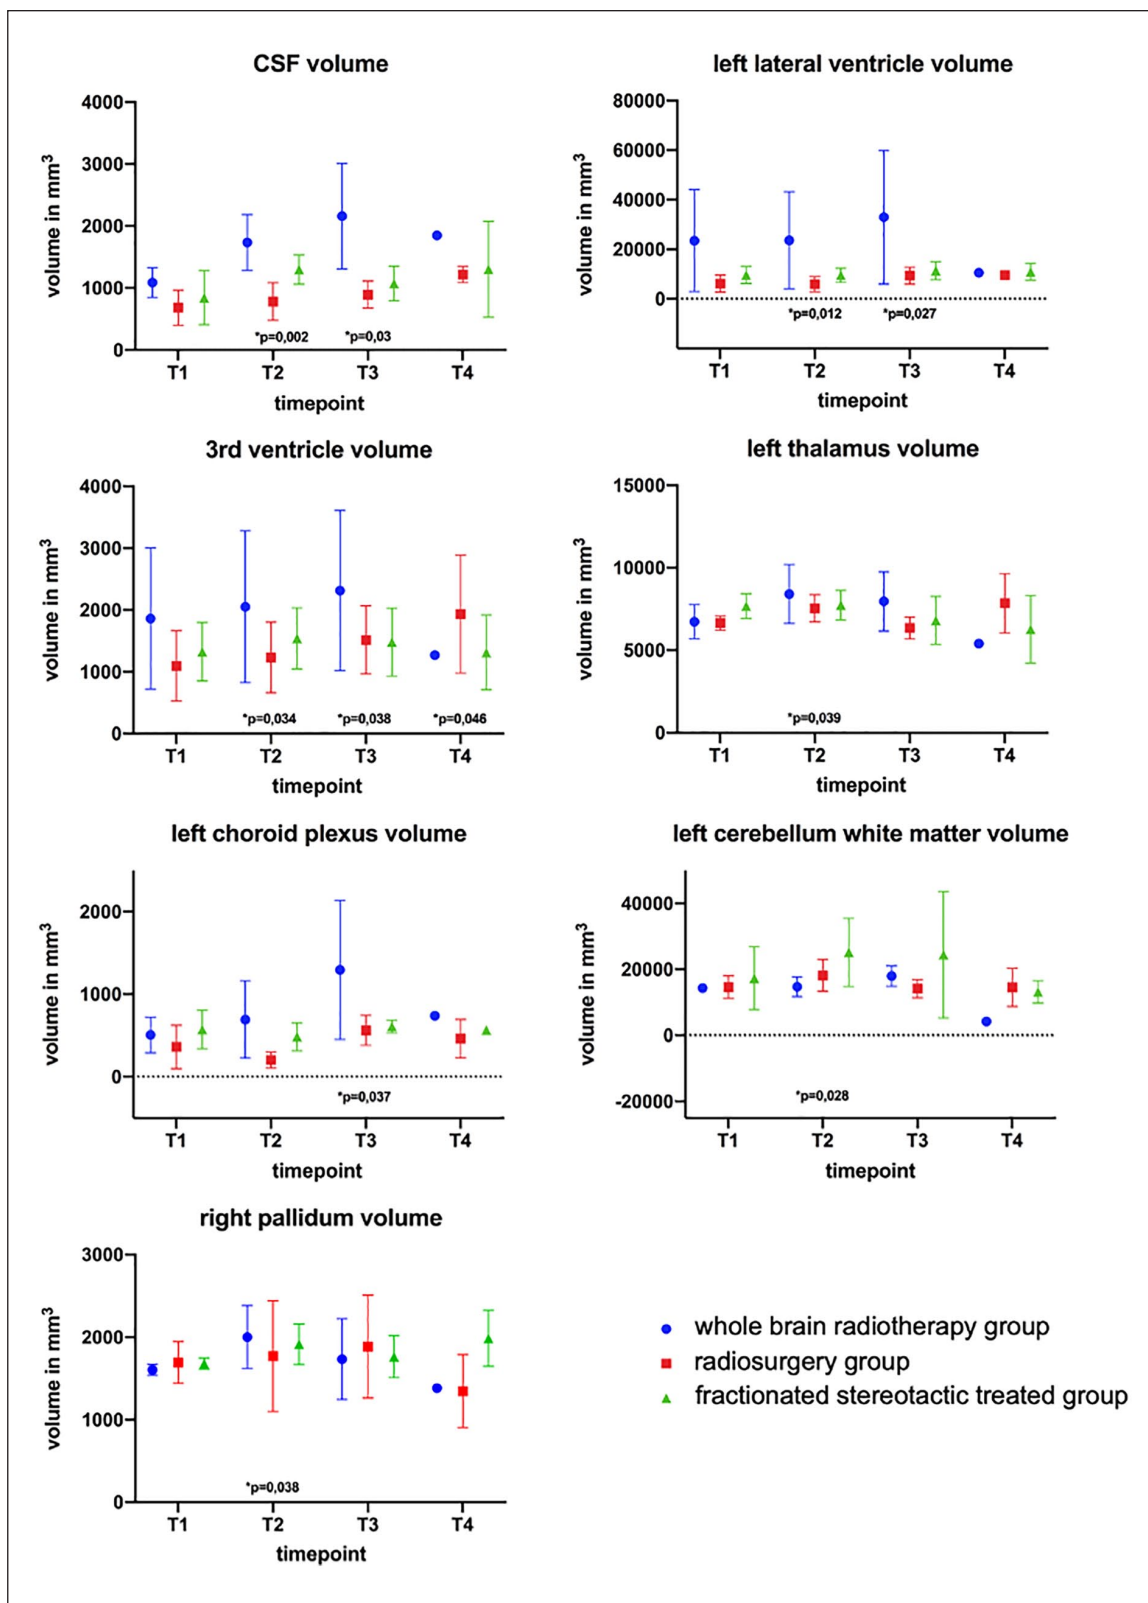 CSF volume
volume in mm³
4000
3000
2000
1000
0
*p=0,002
*p=0,03
T1 T2 T3 T4
timepoint
left lateral ventricle volume
volume in mm³
80000
60000
40000
20000
0
*p=0,012
*p=0,027
T1 T2 T3 T4
timepoint
3rd ventricle volume
volume in mm³
4000
3000
2000
1000
0
*p=0,034
*p=0,038
*p=0,046
T1 T2 T3 T4
timepoint
left thalamus volume
volume in mm³
15000
10000
5000
0
*p=0,039
T1 T2 T3 T4
timepoint
left choroid plexus volume
volume in mm³
2000
1000
0
*p=0,037
T1 T2 T3 T4
timepoint
left cerebellum white matter volume
volume in mm³
40000
20000
0
-20000
*p=0,028
T1 T2 T3 T4
timepoint
right pallidum volume
volume in mm³
3000
2000
1000
0
*p=0,038
T1 T2 T3 T4
timepoint
whole brain radiotherapy group
radiosurgery group
fractionated stereotactic treated group